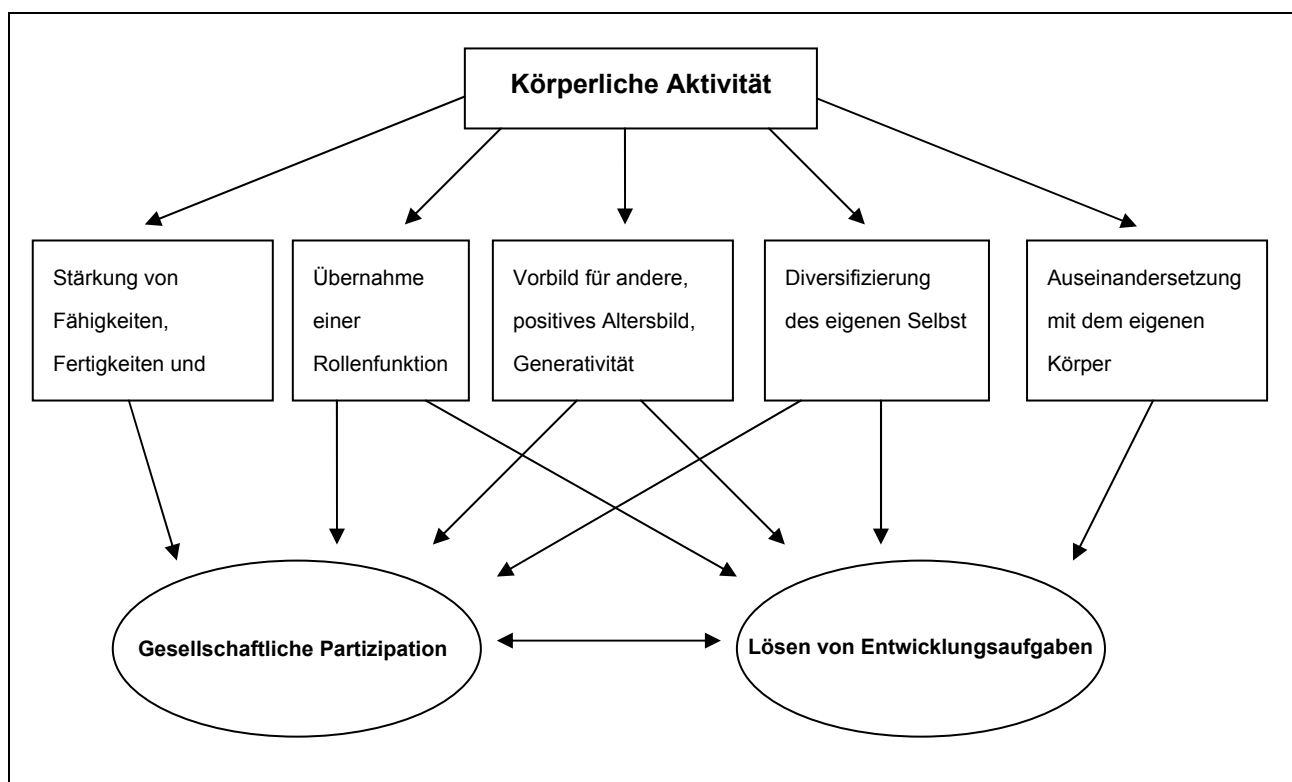 Körperliche Aktivität
Stärkung von
Fähigkeiten,
Fertigkeiten und
Übernahme
einer
Rollenfunktion
Vorbild für andere,
positives Altersbild,
Generativität
Diversifizierung
des eigenen Selbst
Auseinandersetzung
mit dem eigenen
Körper
Gesellschaftliche Partizipation
Lösen von Entwicklungsaufgaben